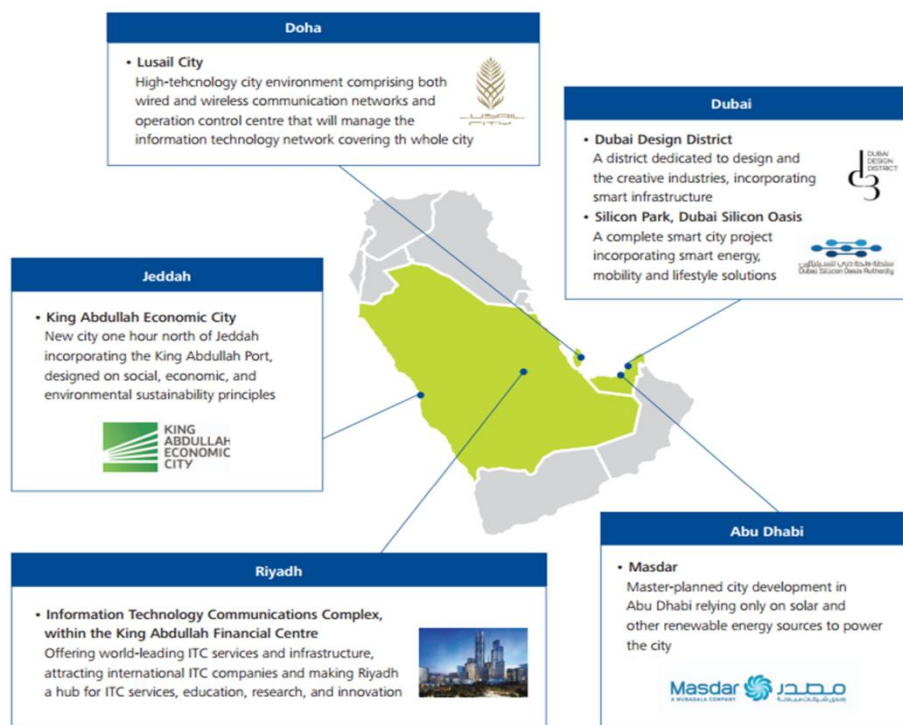 Doha
• Lusail City
High-tehcnology city environment comprising both
wired and wireless communication networks and
operation control centre that will manage the
information technology network covering th whole city
LUSAIL
CITY
Dubai
• Dubai Design District
A district dedicated to design and
the creative industries, incorporating
smart infrastructure
DUBAI
DESIGN
DISTRICT
d3
• Silicon Park, Dubai Silicon Oasis
A complete smart city project
incorporating smart energy,
mobility and lifestyle solutions
Dubai Silicon Oasis Authority
Jeddah
• King Abdullah Economic City
New city one hour north of Jeddah
incorporating the King Abdullah Port,
designed on social, economic, and
environmental sustainability principles
KING
ABDULLAH
ECONOMIC
CITY
Riyadh
• Information Technology Communications Complex,
within the King Abdullah Financial Centre
Offering world-leading ITC services and infrastructure,
attracting international ITC companies and making Riyadh
a hub for ITC services, education, research, and innovation
Abu Dhabi
• Masdar
Master-planned city development in
Abu Dhabi relying only on solar and
other renewable energy sources to power
the city
Masdar مصدر
A MUBADALA COMPANY